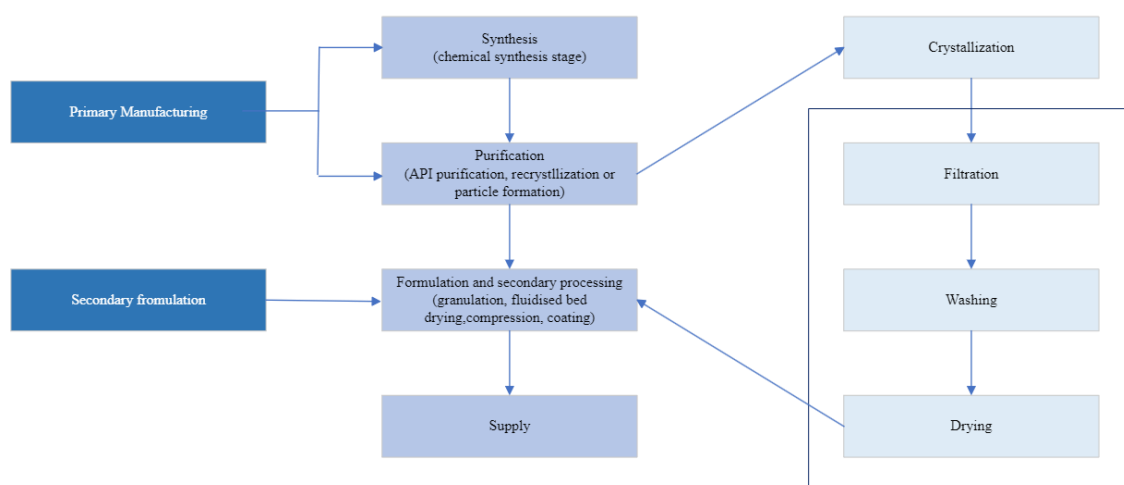 Synthesis
(chemical synthesis stage)
Crystallization
Primary Manufacturing
Purification
(API purification, recrystllization or
particle formation)
Filtration
Formulation and secondary processing
(granulation, fluidised bed
drying,compression, coating)
Secondary fromulation
Washing
Supply
Drying